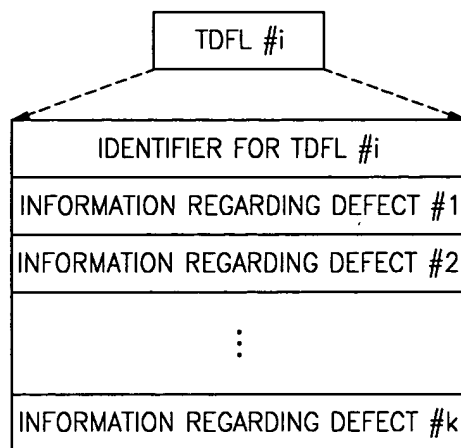 TDFL #i
IDENTIFIER FOR TDFL #i
INFORMATION REGARDING DEFECT #1
INFORMATION REGARDING DEFECT #2
⋮
INFORMATION REGARDING DEFECT #k